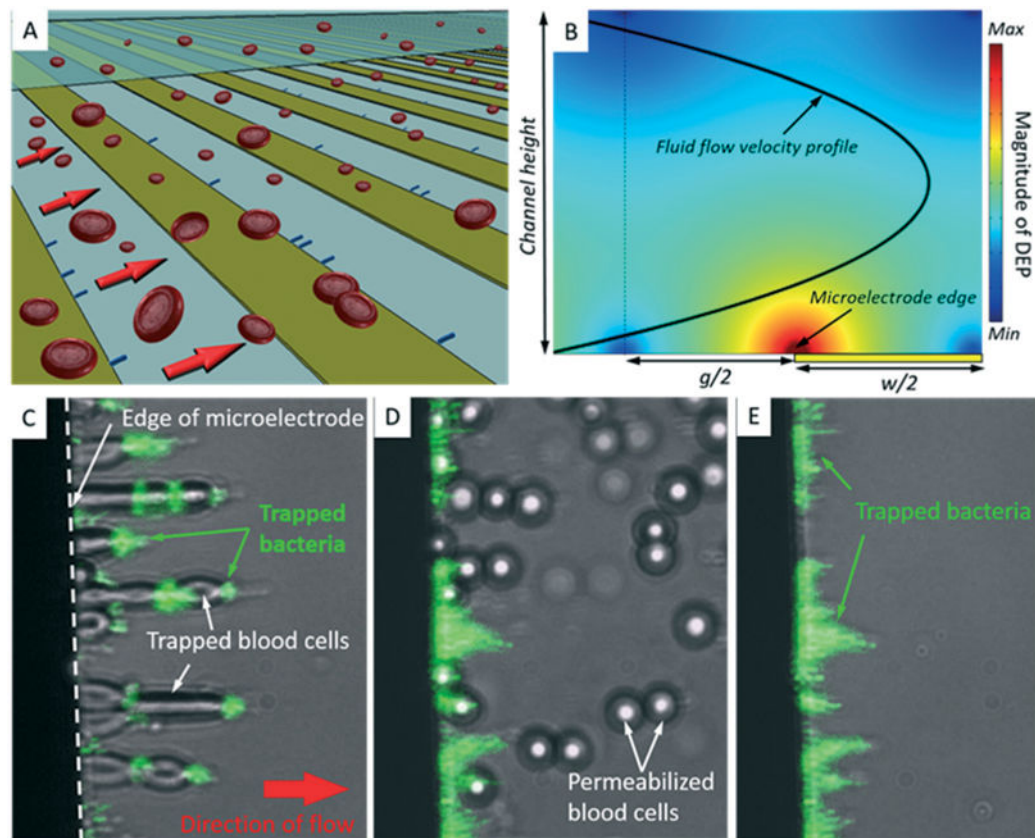 A
B
Channel height
Fluid flow velocity profile
Microelectrode edge
g/2
w/2
Max
Magnitude of DEP
Min
C
Edge of microelectrode
Trapped
bacteria
Trapped blood cells
Direction of flow
D
Permeabilized
blood cells
E
Trapped bacteria